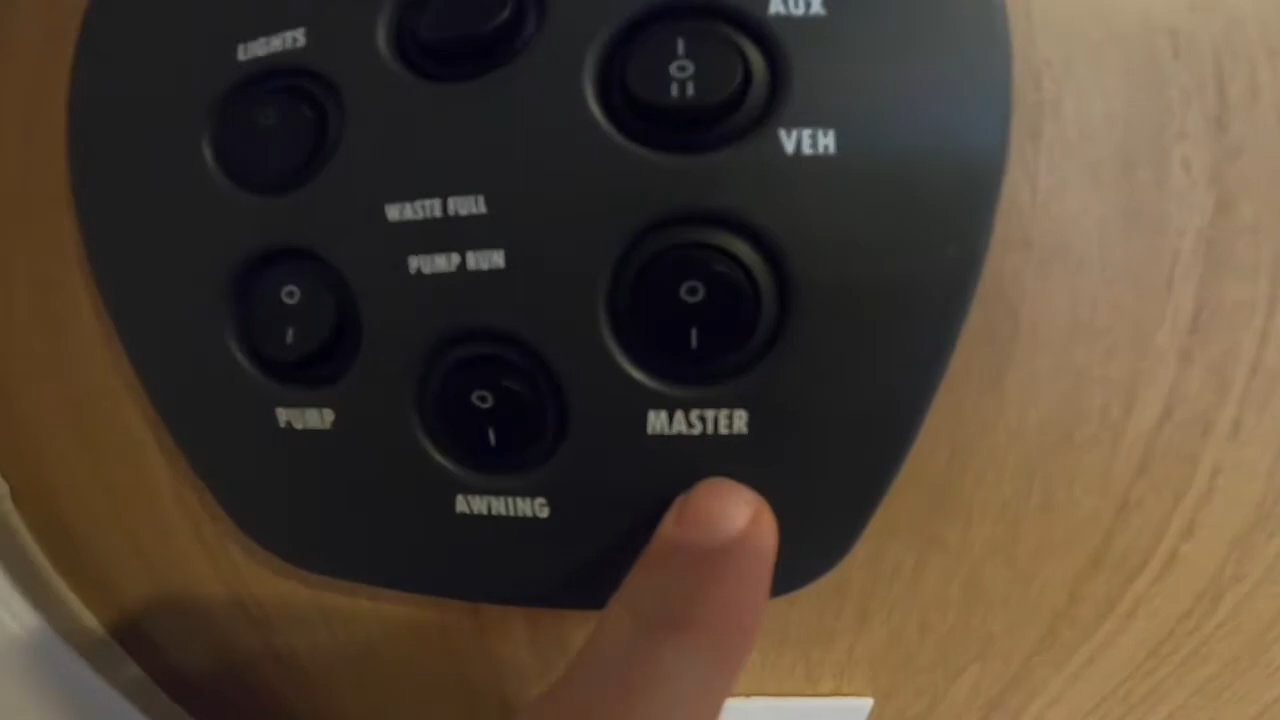 AUX
LIGHTS
VEH
WASTE FULL
PUMP RUN
PUMP
MASTER
AWNING